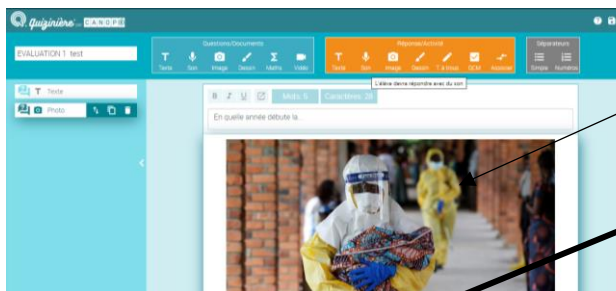 Quizinière CANOPÉ
EVALUATION 1 test
Questions/Documents
Texte Son Image Dessin Maths Vidéo
Réponse/Activité
Texte Son Image Dessin T. à trous QCM Associer
Séparateurs
Simple Numéros
L'élève devra répondre avec du son
T Texte
Photo
B I U Mots: 5 Caractères: 28
En quelle année débute la...